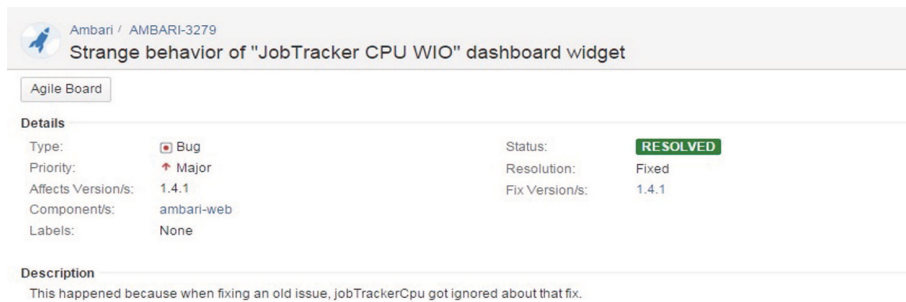 Ambari / AMBARI-3279
Strange behavior of "JobTracker CPU WIO" dashboard widget
Agile Board
Details
Type: Bug Status: RESOLVED
Priority: Major Resolution: Fixed
Affects Version/s: 1.4.1 Fix Version/s: 1.4.1
Component/s: ambari-web
Labels: None
Description
This happened because when fixing an old issue, jobTrackerCpu got ignored about that fix.